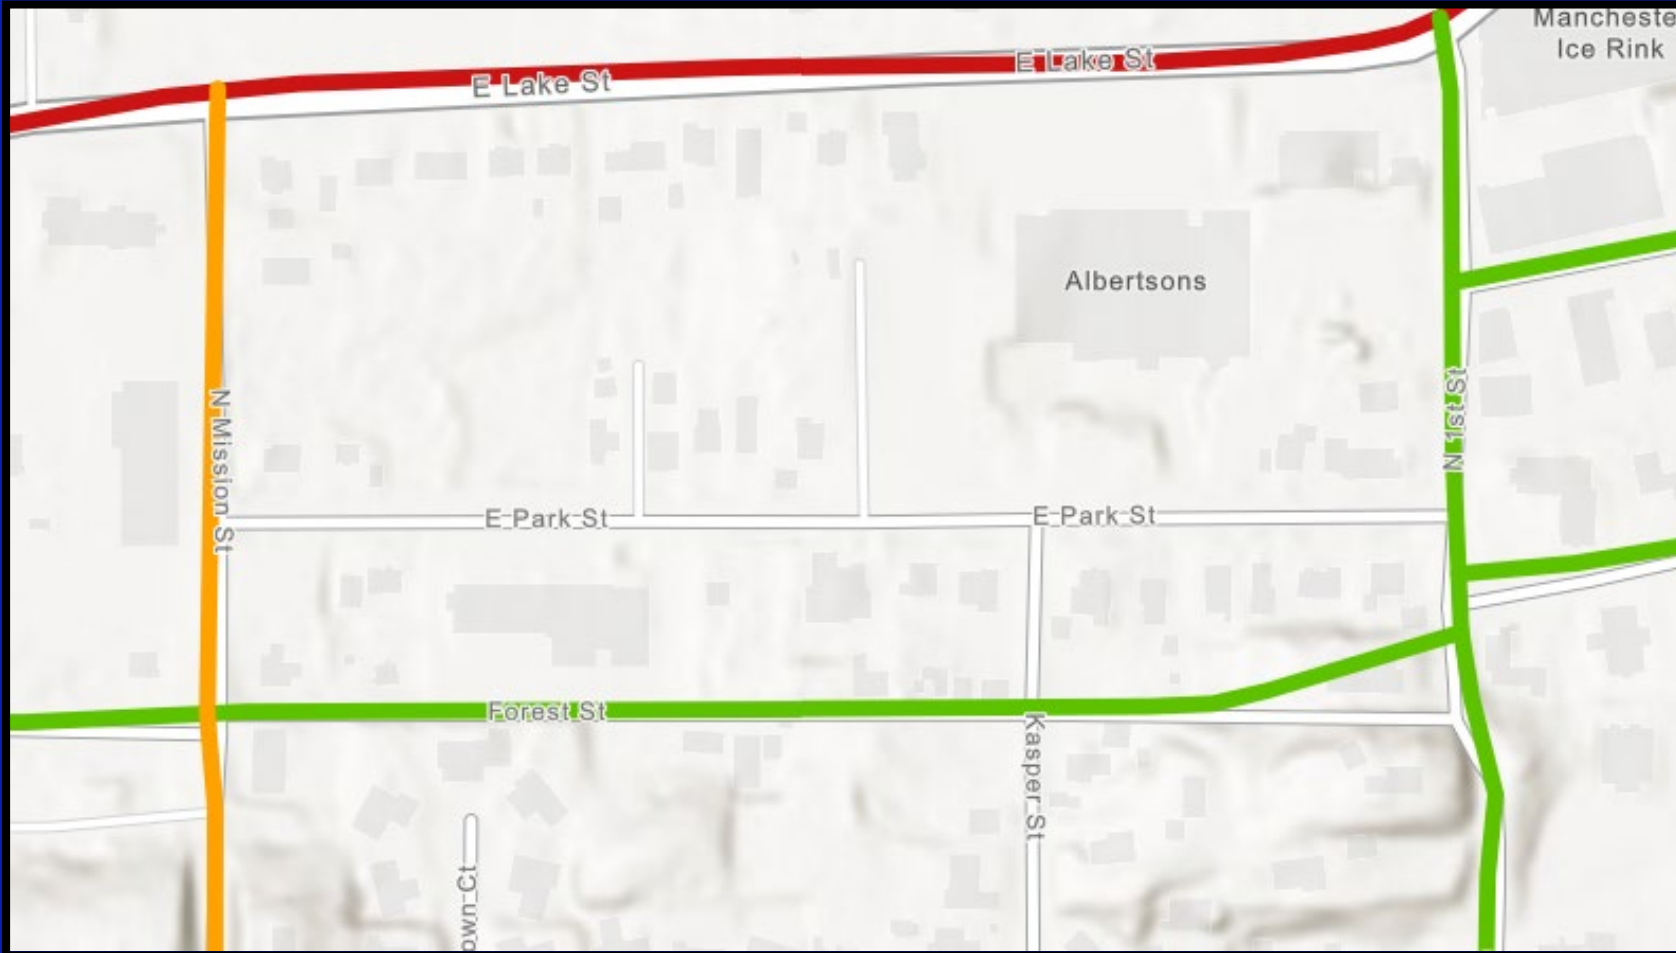 Mancheste
Ice Rink
E Lake St
E Lake St
Albertsons
N 1st St
N Mission St
E Park St
E Park St
Forest St
Kasper St
own Ct